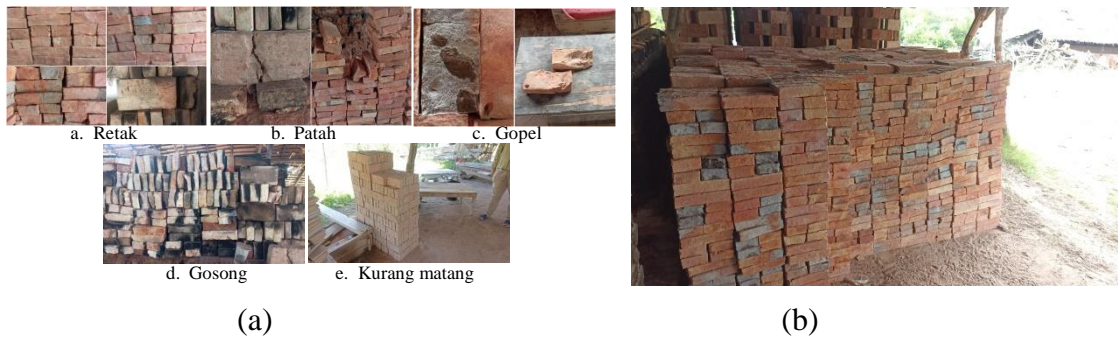 a. Retak
b. Patah
c. Gopel
d. Gosong
e. Kurang matang
(a)
(b)